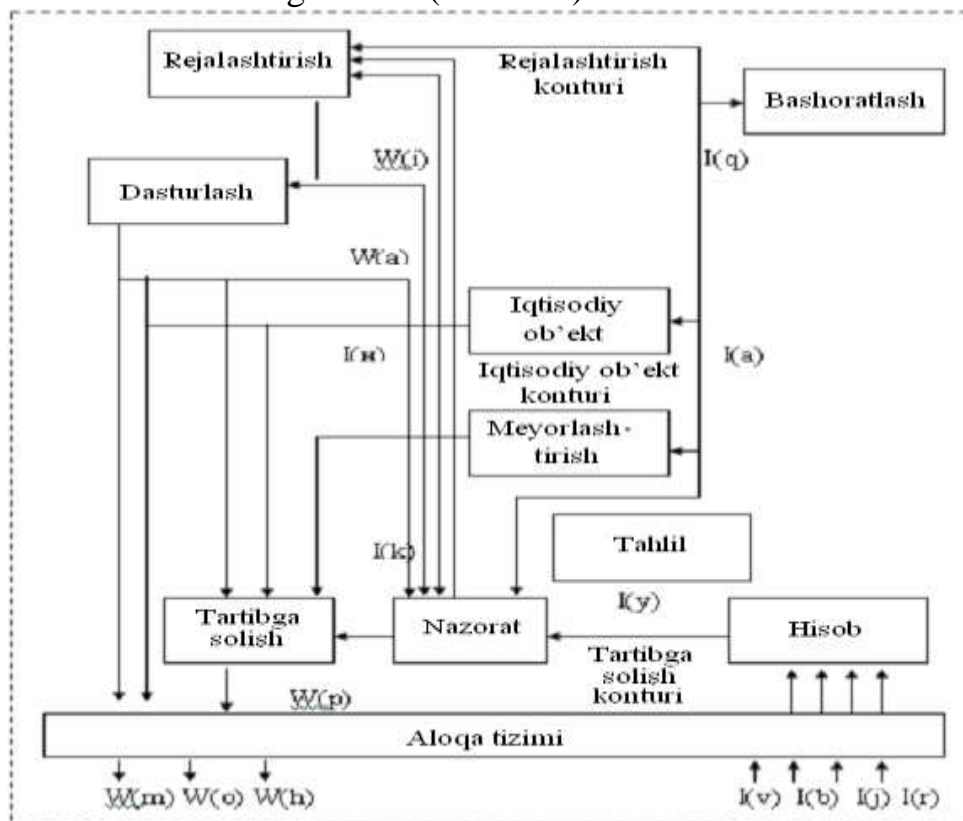 Rejalashtirish
Rejalashtirish
konturi
Bashoratlash
W(i)
I(q)
Dasturlash
W(a)
Iqtisodiy
ob`ekt
I(н)
I(a)
Iqtisodiy ob`ekt
konturi
Meyorlash-
tirish
I(k)
Tahlil
I(y)
Tartibga
solish
Nazorat
Hisob
Tartibga
solish
konturi
W(p)
Aloqa tizimi
W(m) W(o) W(h)
I(v) I(b) I(j) I(r)